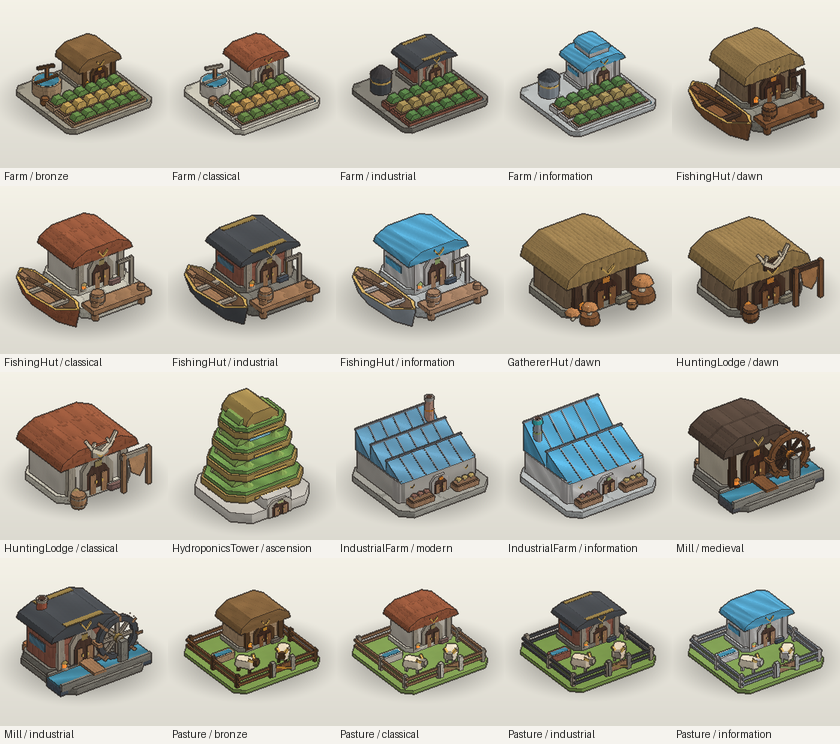 Farm / bronze
Farm / classical
Farm / industrial
Farm / information
FishingHut / dawn
FishingHut / classical
FishingHut / industrial
FishingHut / information
GathererHut / dawn
HuntingLodge / dawn
HuntingLodge / classical
HydroponicsTower / ascension
IndustrialFarm / modern
IndustrialFarm / information
Mill / medieval
Mill / industrial
Pasture / bronze
Pasture / classical
Pasture / industrial
Pasture / information